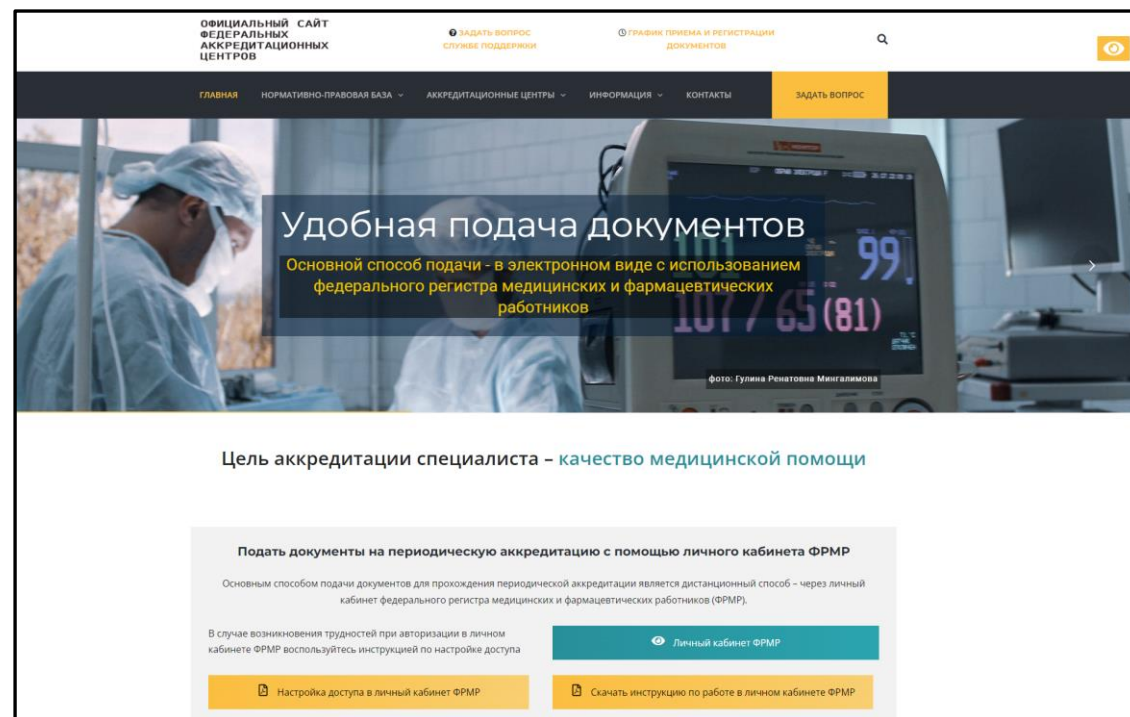 ОФИЦИАЛЬНЫЙ САЙТ
ФЕДЕРАЛЬНЫХ
АККРЕДИТАЦИОННЫХ
ЦЕНТРОВ
ЗАДАТЬ ВОПРОС
СЛУЖБЕ ПОДДЕРЖКИ
ГРАФИК ПРИЕМА И РЕГИСТРАЦИИ
ДОКУМЕНТОВ
ГЛАВНАЯ НОРМАТИВНО-ПРАВОВАЯ БАЗА АККРЕДИТАЦИОННЫЕ ЦЕНТРЫ ИНФОРМАЦИЯ КОНТАКТЫ ЗАДАТЬ ВОПРОС
Удобная подача документов
Основной способ подачи - в электронном виде с использованием
федерального регистра медицинских и фармацевтических
работников
101
99
107 / 65 (81)
фото: Гулина Ренатовна Мингалимова
Цель аккредитации специалиста – качество медицинской помощи
Подать документы на периодическую аккредитацию с помощью личного кабинета ФРМР
Основным способом подачи документов для прохождения периодической аккредитации является дистанционный способ – через личный
кабинет федерального регистра медицинских и фармацевтических работников (ФРМР).
В случае возникновения трудностей при авторизации в личном
кабинете ФРМР воспользуйтесь инструкцией по настройке доступа
Личный кабинет ФРМР
Настройка доступа в личный кабинет ФРМР
Скачать инструкцию по работе в личном кабинете ФРМР